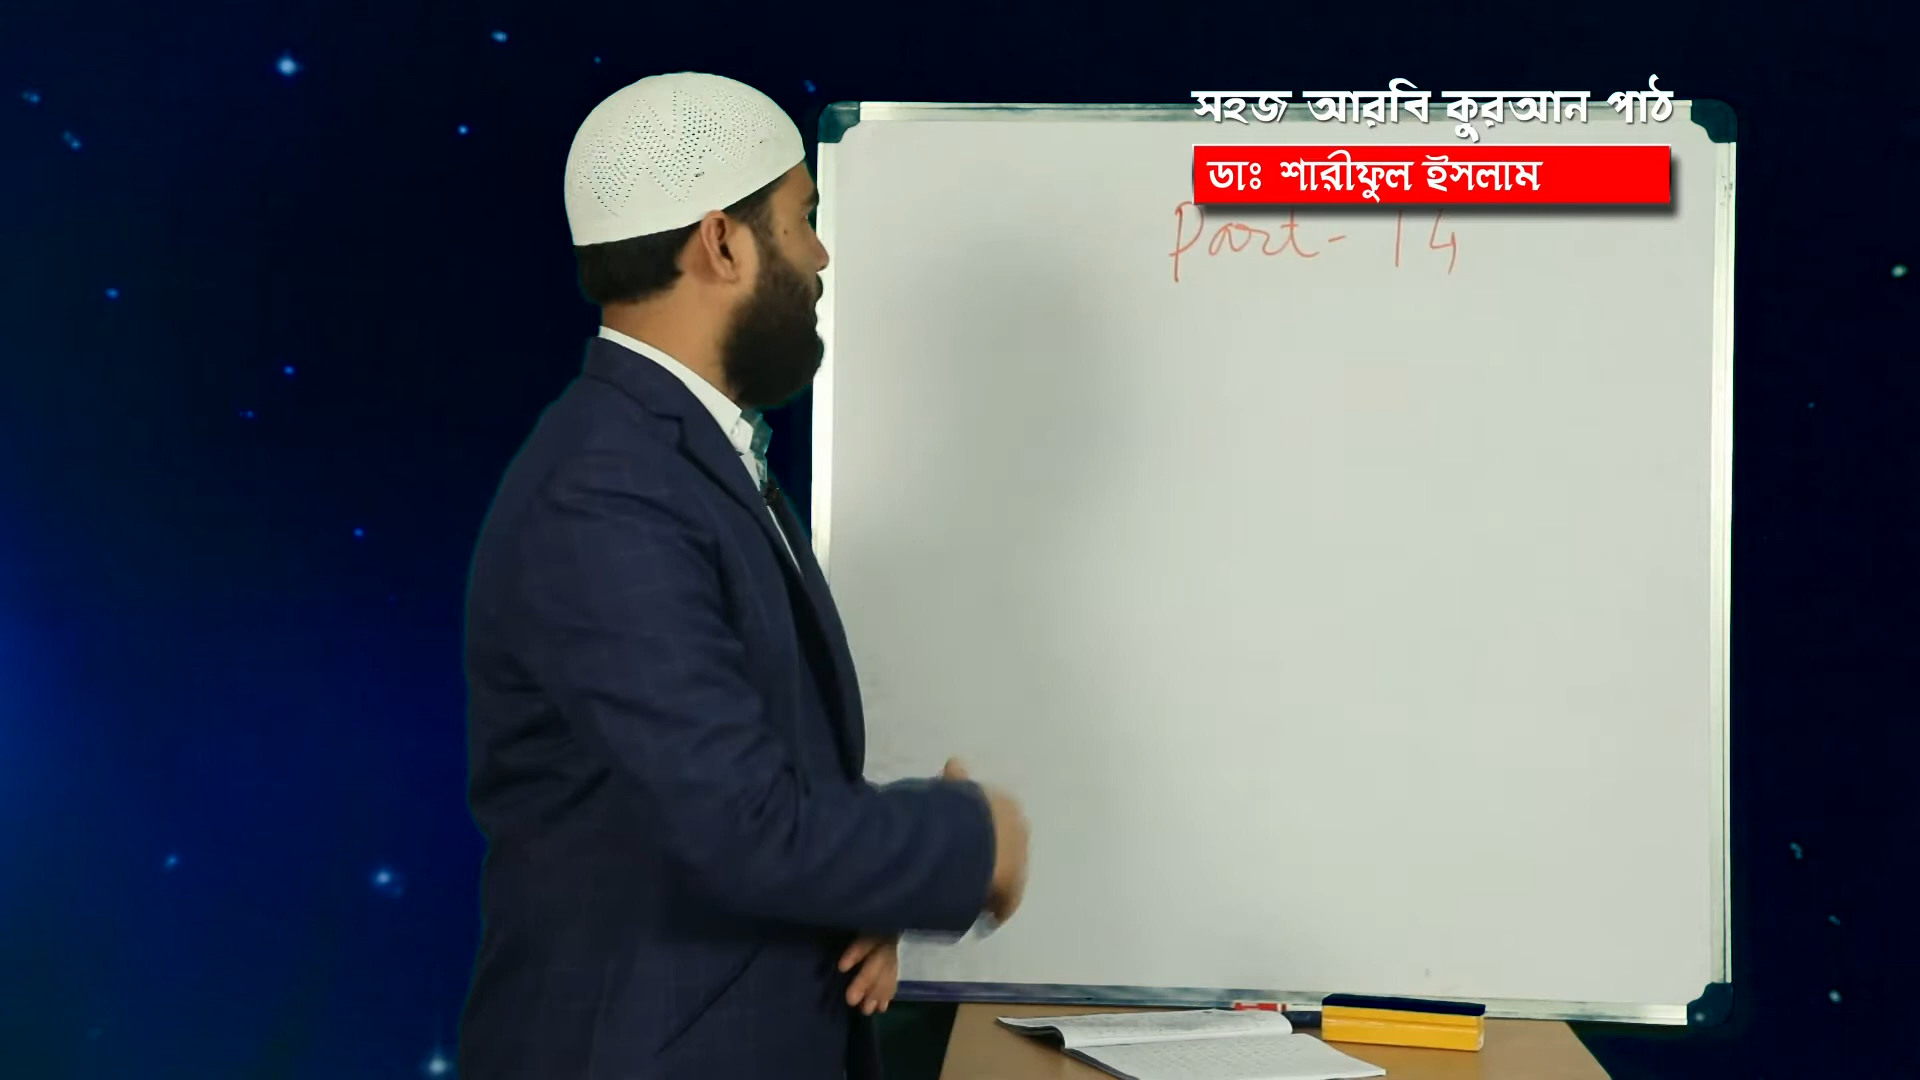 সহজ আরবি কুরআন পাঠ
ডাঃ শারীফুল ইসলাম
Part- 14